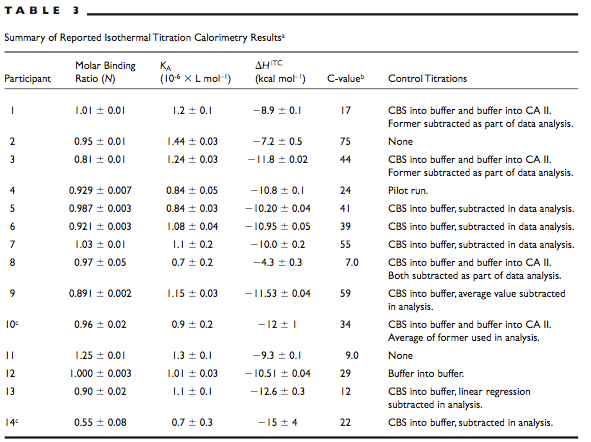 TABLE 3
Summary of Reported Isothermal Titration Calorimetry Resultsᵃ
Molar Binding K_A ΔHᴵᵀᶜ
Participant Ratio (N) (10⁻⁶ × L mol⁻¹) (kcal mol⁻¹) C-valueᵇ Control Titrations
1 1.01 ± 0.01 1.2 ± 0.1 −8.9 ± 0.1 17 CBS into buffer and buffer into CA II.
Former subtracted as part of data analysis.
2 0.95 ± 0.01 1.44 ± 0.03 −7.2 ± 0.5 75 None
3 0.81 ± 0.01 1.24 ± 0.03 −11.8 ± 0.02 44 CBS into buffer and buffer into CA II.
Former subtracted as part of data analysis.
4 0.929 ± 0.007 0.84 ± 0.05 −10.8 ± 0.1 24 Pilot run.
5 0.987 ± 0.003 0.84 ± 0.03 −10.20 ± 0.04 41 CBS into buffer, subtracted in data analysis.
6 0.921 ± 0.003 1.08 ± 0.04 −10.95 ± 0.05 39 CBS into buffer, subtracted in data analysis.
7 1.03 ± 0.01 1.1 ± 0.2 −10.0 ± 0.2 55 CBS into buffer, subtracted in data analysis.
8 0.97 ± 0.05 0.7 ± 0.2 −4.3 ± 0.3 7.0 CBS into buffer and buffer into CA II.
Both subtracted as part of data analysis.
9 0.891 ± 0.002 1.15 ± 0.03 −11.53 ± 0.04 59 CBS into buffer, average value subtracted
in analysis.
10ᶜ 0.96 ± 0.02 0.9 ± 0.2 −12 ± 1 34 CBS into buffer and buffer into CA II.
Average of former used in analysis.
11 1.25 ± 0.01 1.3 ± 0.1 −9.3 ± 0.1 9.0 None
12 1.000 ± 0.003 1.01 ± 0.03 −10.51 ± 0.04 29 Buffer into buffer.
13 0.90 ± 0.02 1.1 ± 0.1 −12.6 ± 0.3 12 CBS into buffer, linear regression
subtracted in analysis.
14ᶜ 0.55 ± 0.08 0.7 ± 0.3 −15 ± 4 22 CBS into buffer, subtracted in analysis.